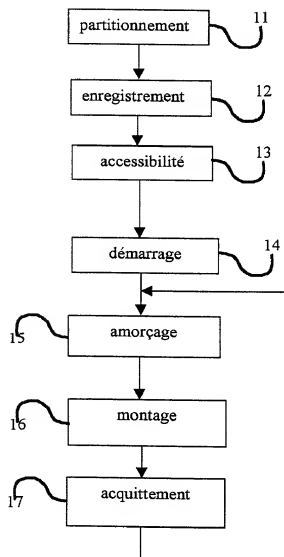 partitionnement
11
enregistrement
12
accessibilité
13
démarrage
14
amorçage
15
montage
16
acquittement
17